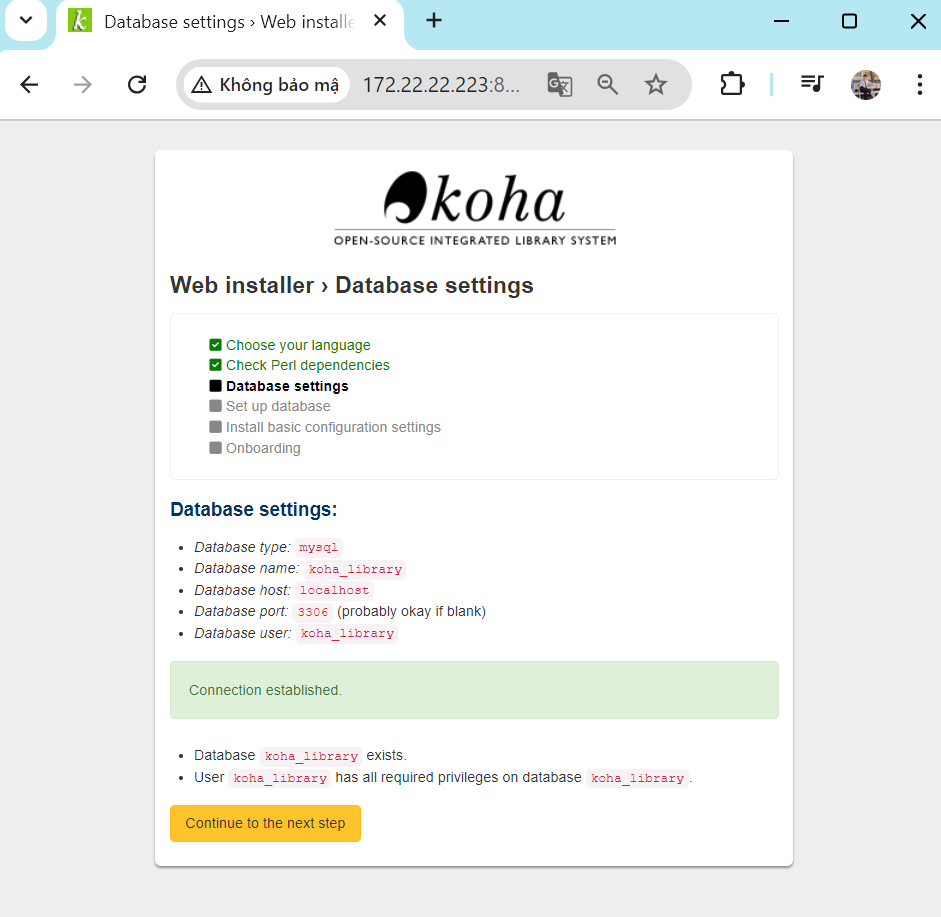 Database settings › Web installe
Không bảo mậ
172.22.22.223:8...
koha
OPEN-SOURCE INTEGRATED LIBRARY SYSTEM
Web installer › Database settings
Choose your language
Check Perl dependencies
Database settings
Set up database
Install basic configuration settings
Onboarding
Database settings:
Database type: mysql
Database name: koha_library
Database host: localhost
Database port: 3306 (probably okay if blank)
Database user: koha_library
Connection established.
Database koha_library exists.
User koha_library has all required privileges on database koha_library.
Continue to the next step